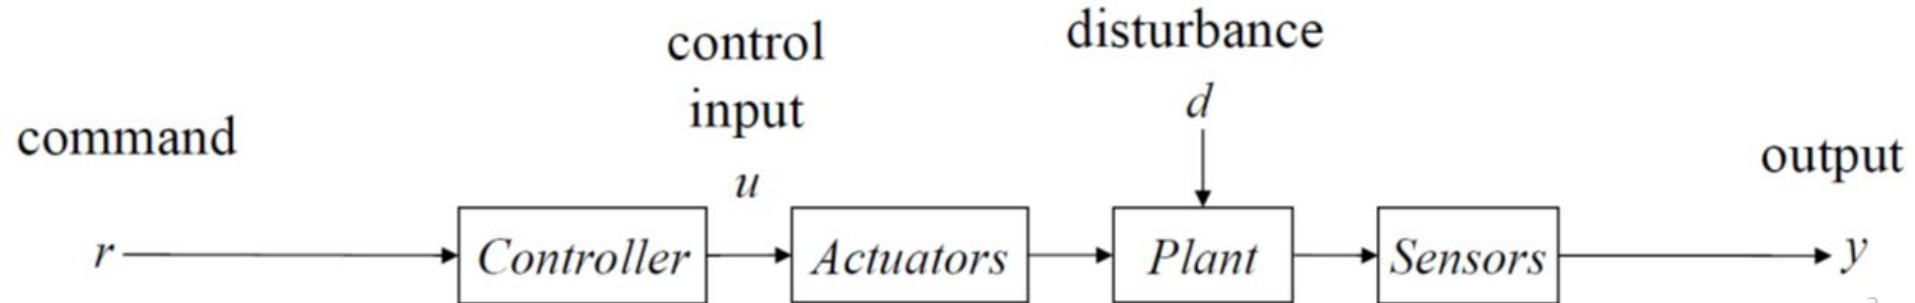 control
input
u
disturbance
d
command
output
r
Controller
Actuators
Plant
Sensors
y